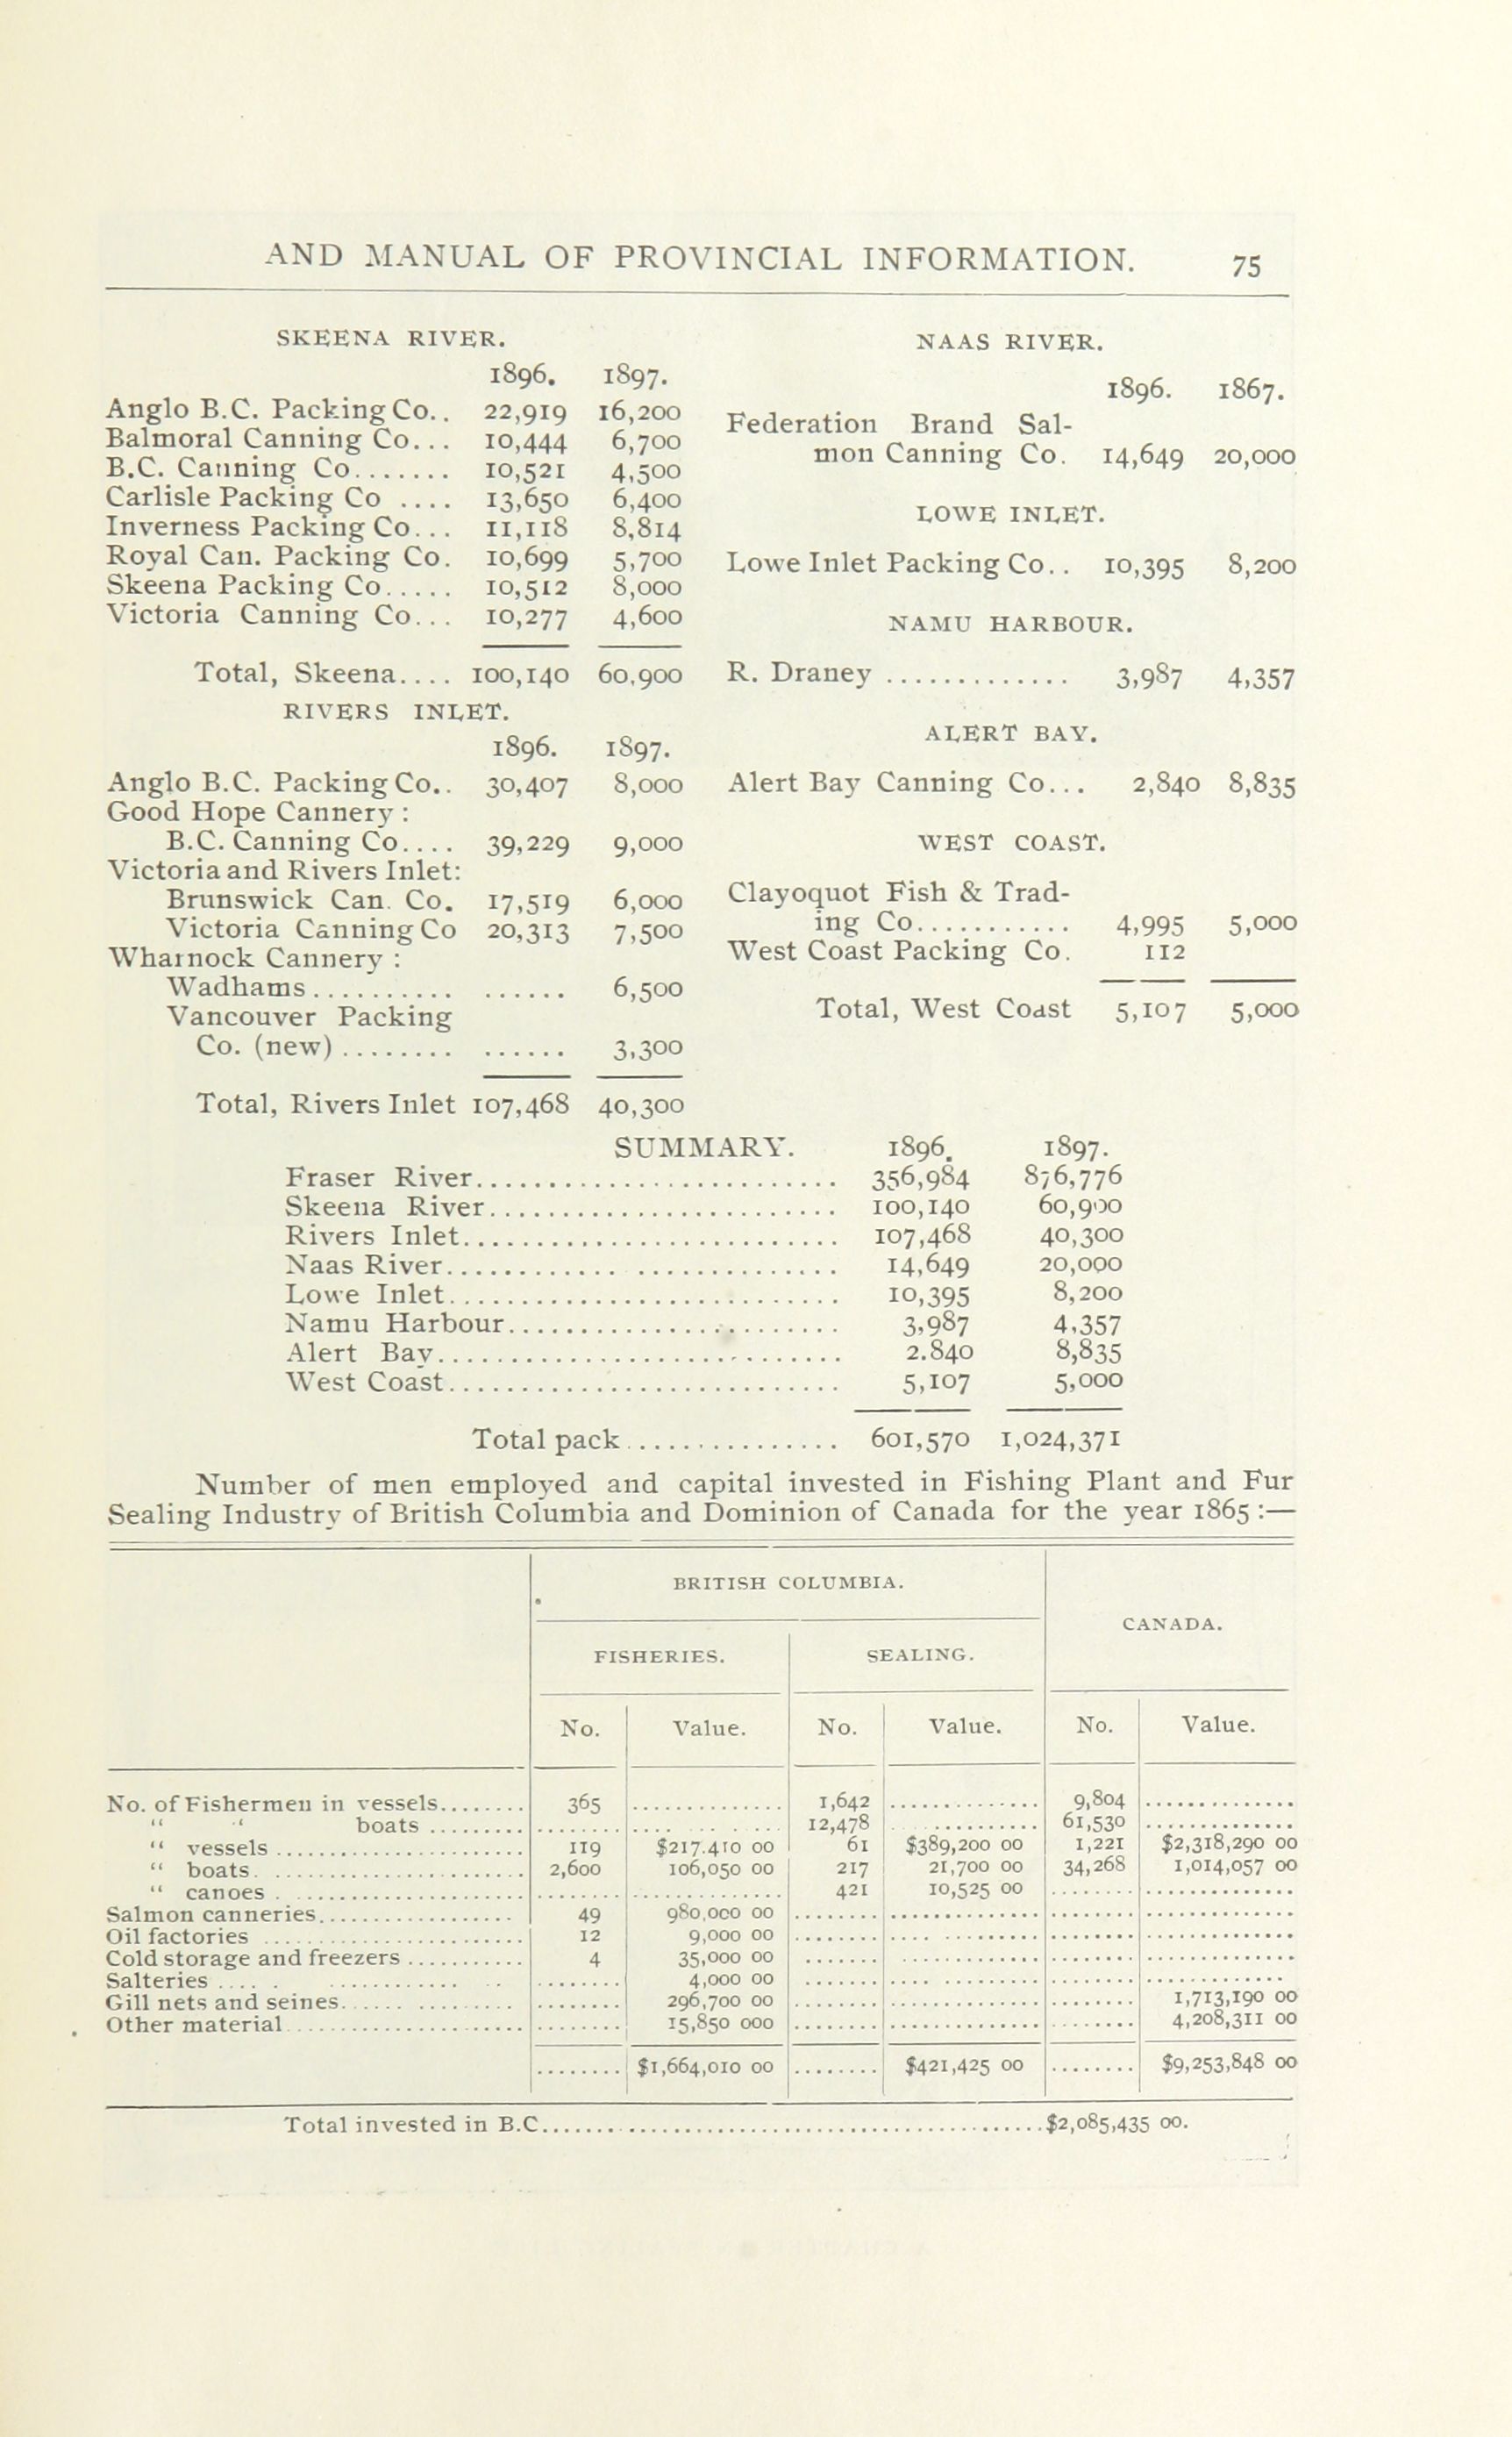 AND MANUAL OF PROVINCIAL INFORMATION. 75
SKEENA RIVER.
1896. 1897.
Anglo B.C. Packing Co.. 22,919 16,200
Balmoral Canning Co... 10,444 6,700
B.C. Canning Co....... 10,521 4,500
Carlisle Packing Co .... 13,650 6,400
Inverness Packing Co... 11,118 8,814
Royal Can. Packing Co. 10,699 5,700
Skeena Packing Co..... 10,512 8,000
Victoria Canning Co... 10,277 4,600
Total, Skeena.... 100,140 60,900
RIVERS INLET.
1896. 1897.
Anglo B.C. Packing Co.. 30,407 8,000
Good Hope Cannery :
B.C. Canning Co.... 39,229 9,000
Victoria and Rivers Inlet:
Brunswick Can. Co. 17,519 6,000
Victoria Canning Co 20,313 7,500
Wharnock Cannery :
Wadhams.......... ...... 6,500
Vancouver Packing
Co. (new) ........ ...... 3,300
Total, Rivers Inlet 107,468 40,300
NAAS RIVER.
1896. 1867.
Federation Brand Sal-
mon Canning Co. 14,649 20,000
LOWE INLET.
Lowe Inlet Packing Co.. 10,395 8,200
NAMU HARBOUR.
R. Draney ............. 3,987 4,357
ALERT BAY.
Alert Bay Canning Co... 2,840 8,835
WEST COAST.
Clayoquot Fish & Trad-
ing Co........... 4,995 5,000
West Coast Packing Co. 112
Total, West Coast 5,107 5,000
SUMMARY. 1896. 1897.
Fraser River......................... 356,984 876,776
Skeena River........................ 100,140 60,900
Rivers Inlet.......................... 107,468 40,300
Naas River........................... 14,649 20,000
Lowe Inlet........................... 10,395 8,200
Namu Harbour....................... 3,987 4,357
Alert Bay............................ 2.840 8,835
West Coast........................... 5,107 5,000
Total pack............... 601,570 1,024,371
Number of men employed and capital invested in Fishing Plant and Fur
Sealing Industry of British Columbia and Dominion of Canada for the year 1865 :—
BRITISH COLUMBIA.
CANADA.
FISHERIES. SEALING.
No. Value. No. Value. No. Value.
No. of Fishermen in vessels........ 365 ............. 1,642 ............. 9,804 .............
" " boats ......... ........ ............. 12,478 ............. 61,530 .............
" vessels .................. 119 $217.410 00 61 $389,200 00 1,221 $2,318,290 00
" boats................... 2,600 106,050 00 217 21,700 00 34,268 1,014,057 00
" canoes .................. ........ ............. 421 10,525 00 ........ .............
Salmon canneries.................. 49 980,000 00 ........ ............. ........ .............
Oil factories ...................... 12 9,000 00 ........ ............. ........ .............
Cold storage and freezers ........... 4 35,000 00 ........ ............. ........ .............
Salteries .................... ........ 4,000 00 ........ ............. ........ .............
Gill nets and seines................ ........ 296,700 00 ........ ............. ........ 1,713,190 00
Other material...................... ........ 15,850 000 ........ ............. ........ 4,208,311 00
........ $1,664,010 00 ........ $421,425 00 ........ $9,253,848 00
Total invested in B.C..........................................$2,085,435 00.